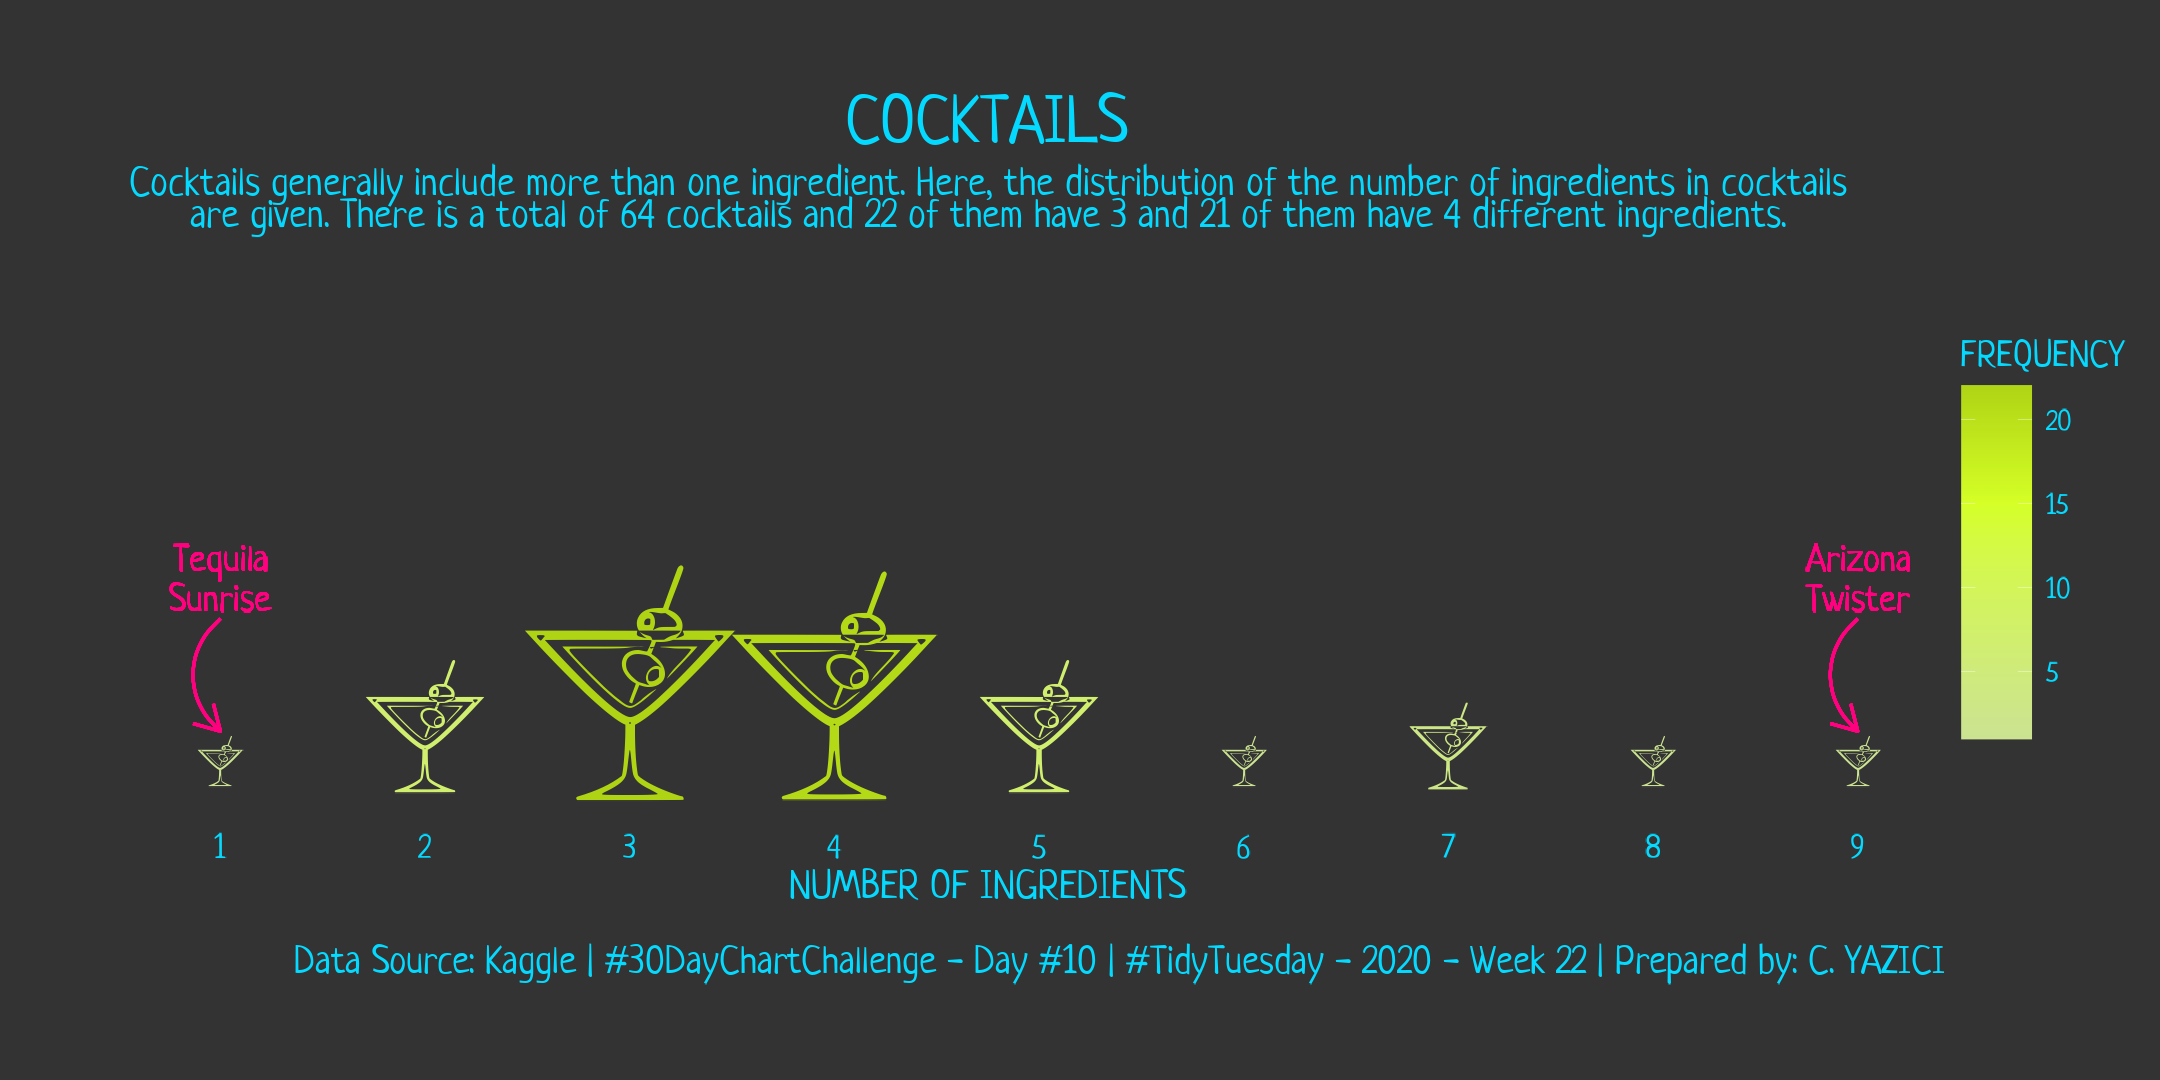 COCKTAILS
Cocktails generally include more than one ingredient. Here, the distribution of the number of ingredients in cocktails
are given. There is a total of 64 cocktails and 22 of them have 3 and 21 of them have 4 different ingredients.
FREQUENCY
20
15
10
5
Tequila
Sunrise
Arizona
Twister
1 2 3 4 5 6 7 8 9
NUMBER OF INGREDIENTS
Data Source: Kaggle | #30DayChartChallenge - Day #10 | #TidyTuesday - 2020 - Week 22 | Prepared by: C. YAZICI